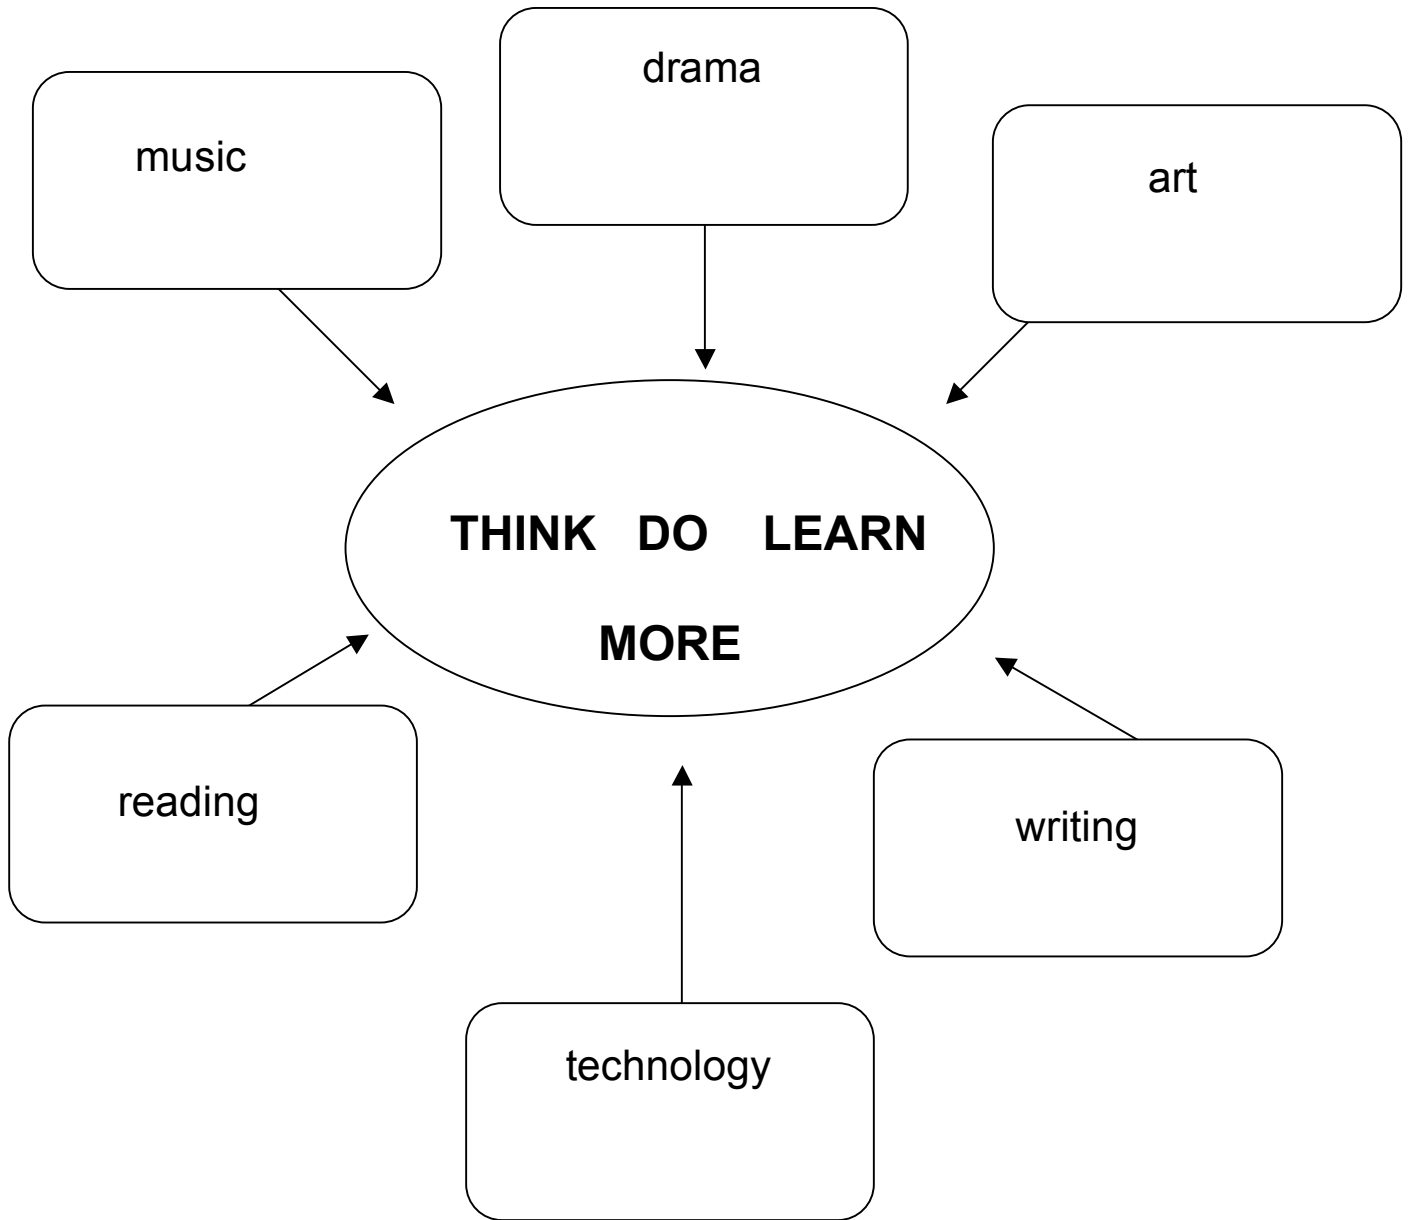 drama
music
art
THINK DO LEARN
MORE
reading
writing
technology